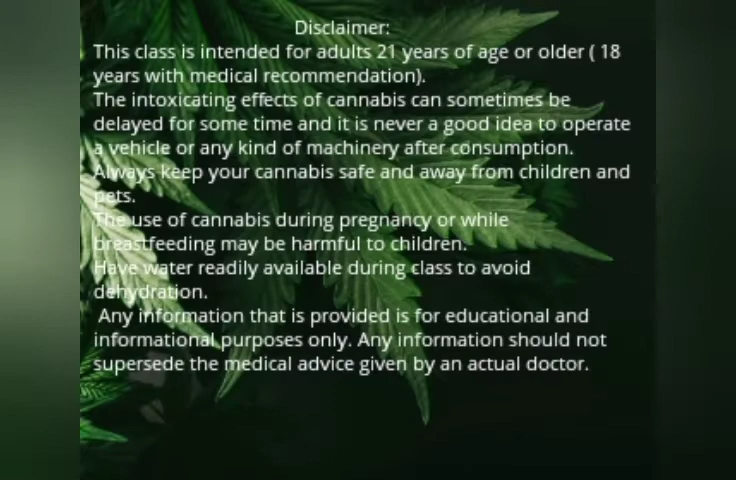 Disclaimer:
This class is intended for adults 21 years of age or older ( 18
years with medical recommendation).
The intoxicating effects of cannabis can sometimes be
delayed for some time and it is never a good idea to operate
a vehicle or any kind of machinery after consumption.
Always keep your cannabis safe and away from children and
pets.
The use of cannabis during pregnancy or while
breastfeeding may be harmful to children.
Have water readily available during class to avoid
dehydration.
Any information that is provided is for educational and
informational purposes only. Any information should not
supersede the medical advice given by an actual doctor.